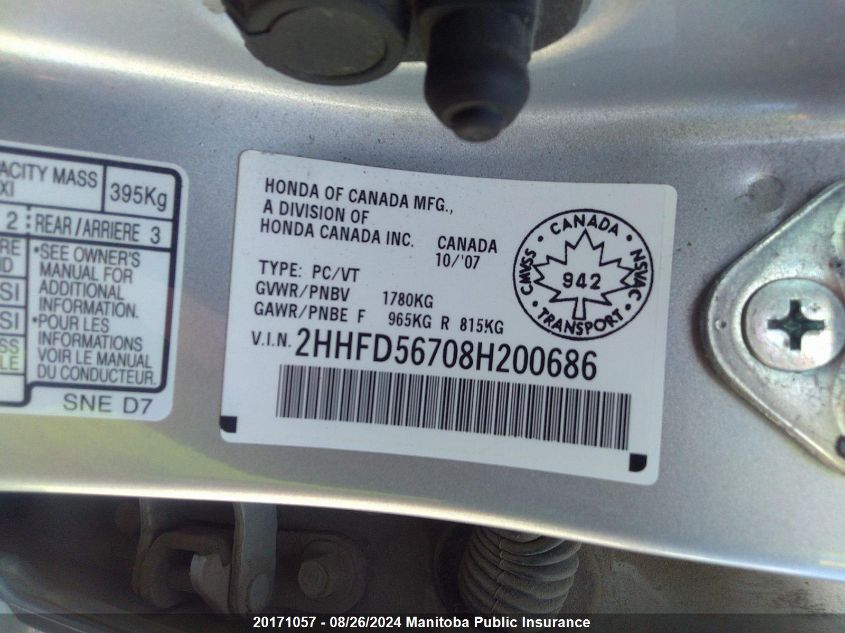 ACITY MASS
XI
395Kg
2 REAR/ARRIERE 3
•SEE OWNER'S
MANUAL FOR
ADDITIONAL
INFORMATION.
•POUR LES
INFORMATIONS
VOIR LE MANUAL
DU CONDUCTEUR.
SNE D7
HONDA OF CANADA MFG.,
A DIVISION OF
HONDA CANADA INC. CANADA
10/'07
TYPE: PC/VT
GVWR/PNBV 1780KG
GAWR/PNBE F 965KG R 815KG
V.I.N. 2HHFD56708H200686
CANADA
CMVSS 942 NSVAC
TRANSPORT
20171057 - 08/26/2024 Manitoba Public Insurance